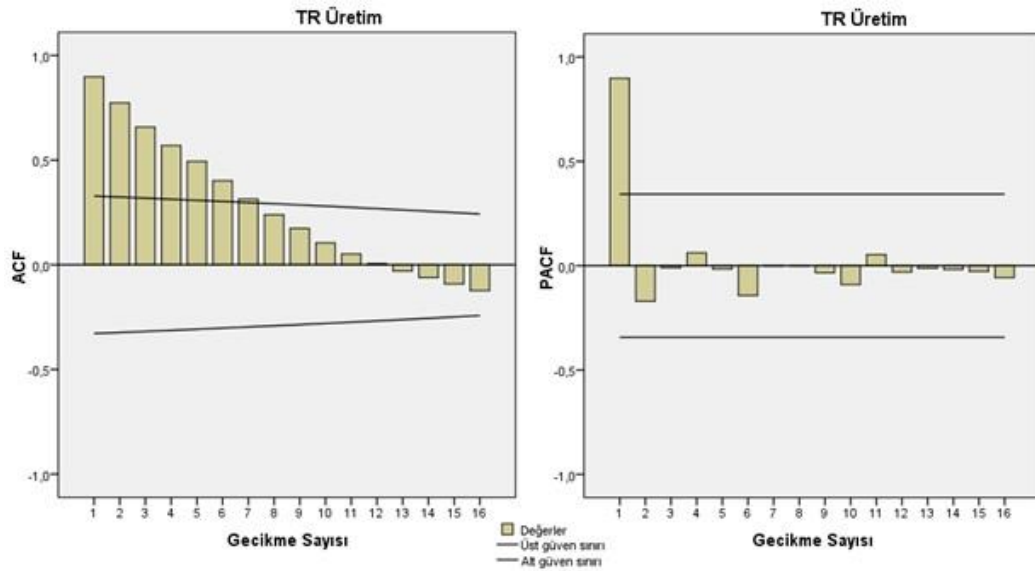 TR Üretim
1,0
0,5
0,0
-0,5
-1,0
ACF
1 2 3 4 5 6 7 8 9 10 11 12 13 14 15 16
Gecikme Sayısı
TR Üretim
1,0
0,5
0,0
-0,5
-1,0
PACF
1 2 3 4 5 6 7 8 9 10 11 12 13 14 15 16
Gecikme Sayısı
Değerler
Üst güven sınırı
Alt güven sınırı